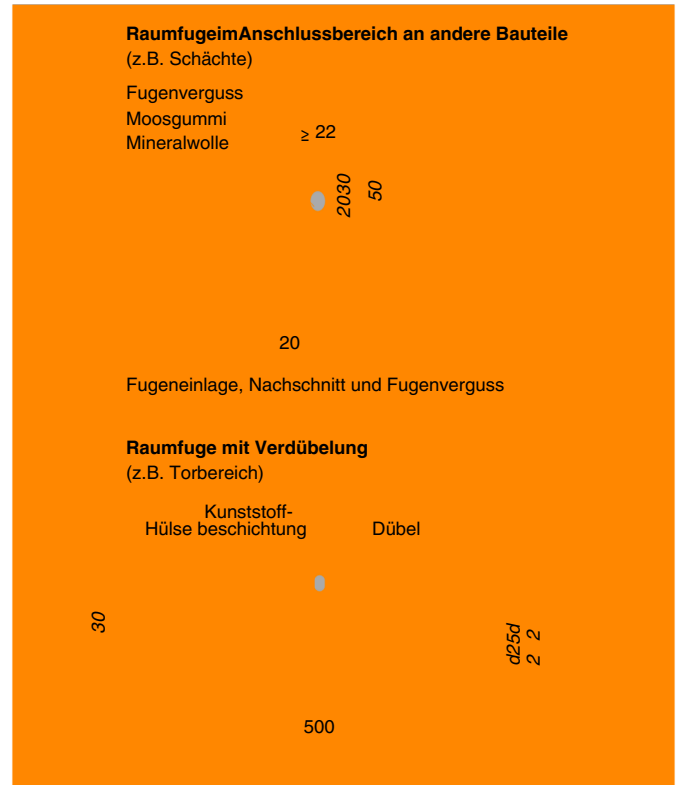 RaumfugeimAnschlussbereich an andere Bauteile
(z.B. Schächte)
Fugenverguss
Moosgummi
Mineralwolle
≥ 22
2030
50
20
Fugeneinlage, Nachschnitt und Fugenverguss
Raumfuge mit Verdübelung
(z.B. Torbereich)
Kunststoff-
Hülse beschichtung Dübel
30
d25d
2 2
500